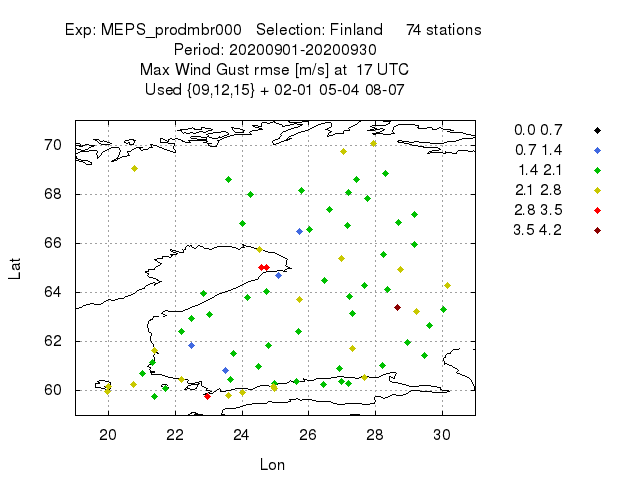 Exp: MEPS_prodmbr000 Selection: Finland 74 stations
Period: 20200901-20200930
Max Wind Gust rmse [m/s] at 17 UTC
Used {09,12,15} + 02-01 05-04 08-07
0.0 0.7
0.7 1.4
1.4 2.1
2.1 2.8
2.8 3.5
3.5 4.2
70
68
66
64
62
60
Lat
20 22 24 26 28 30
Lon